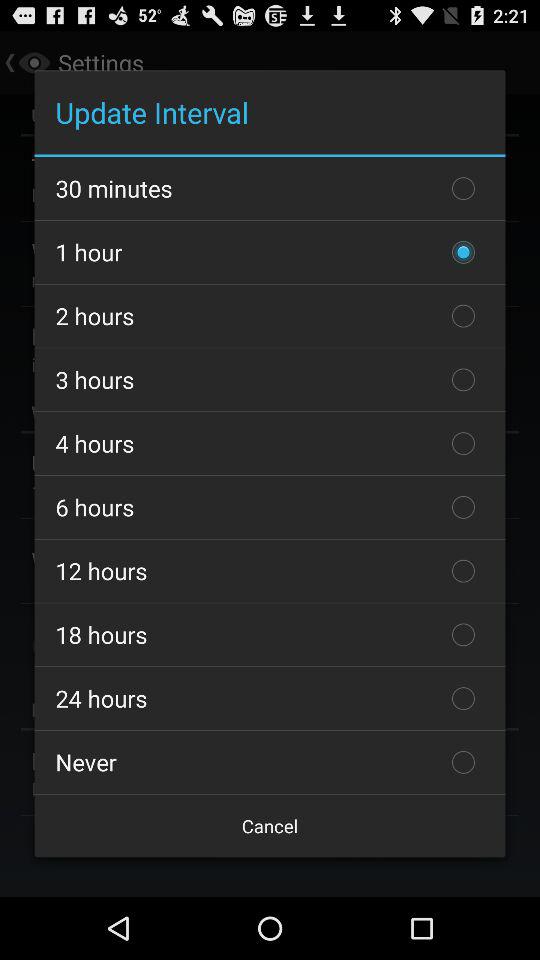 52° 2:21
Settings
Update Interval
30 minutes
1 hour
2 hours
3 hours
4 hours
6 hours
12 hours
18 hours
24 hours
Never
Cancel